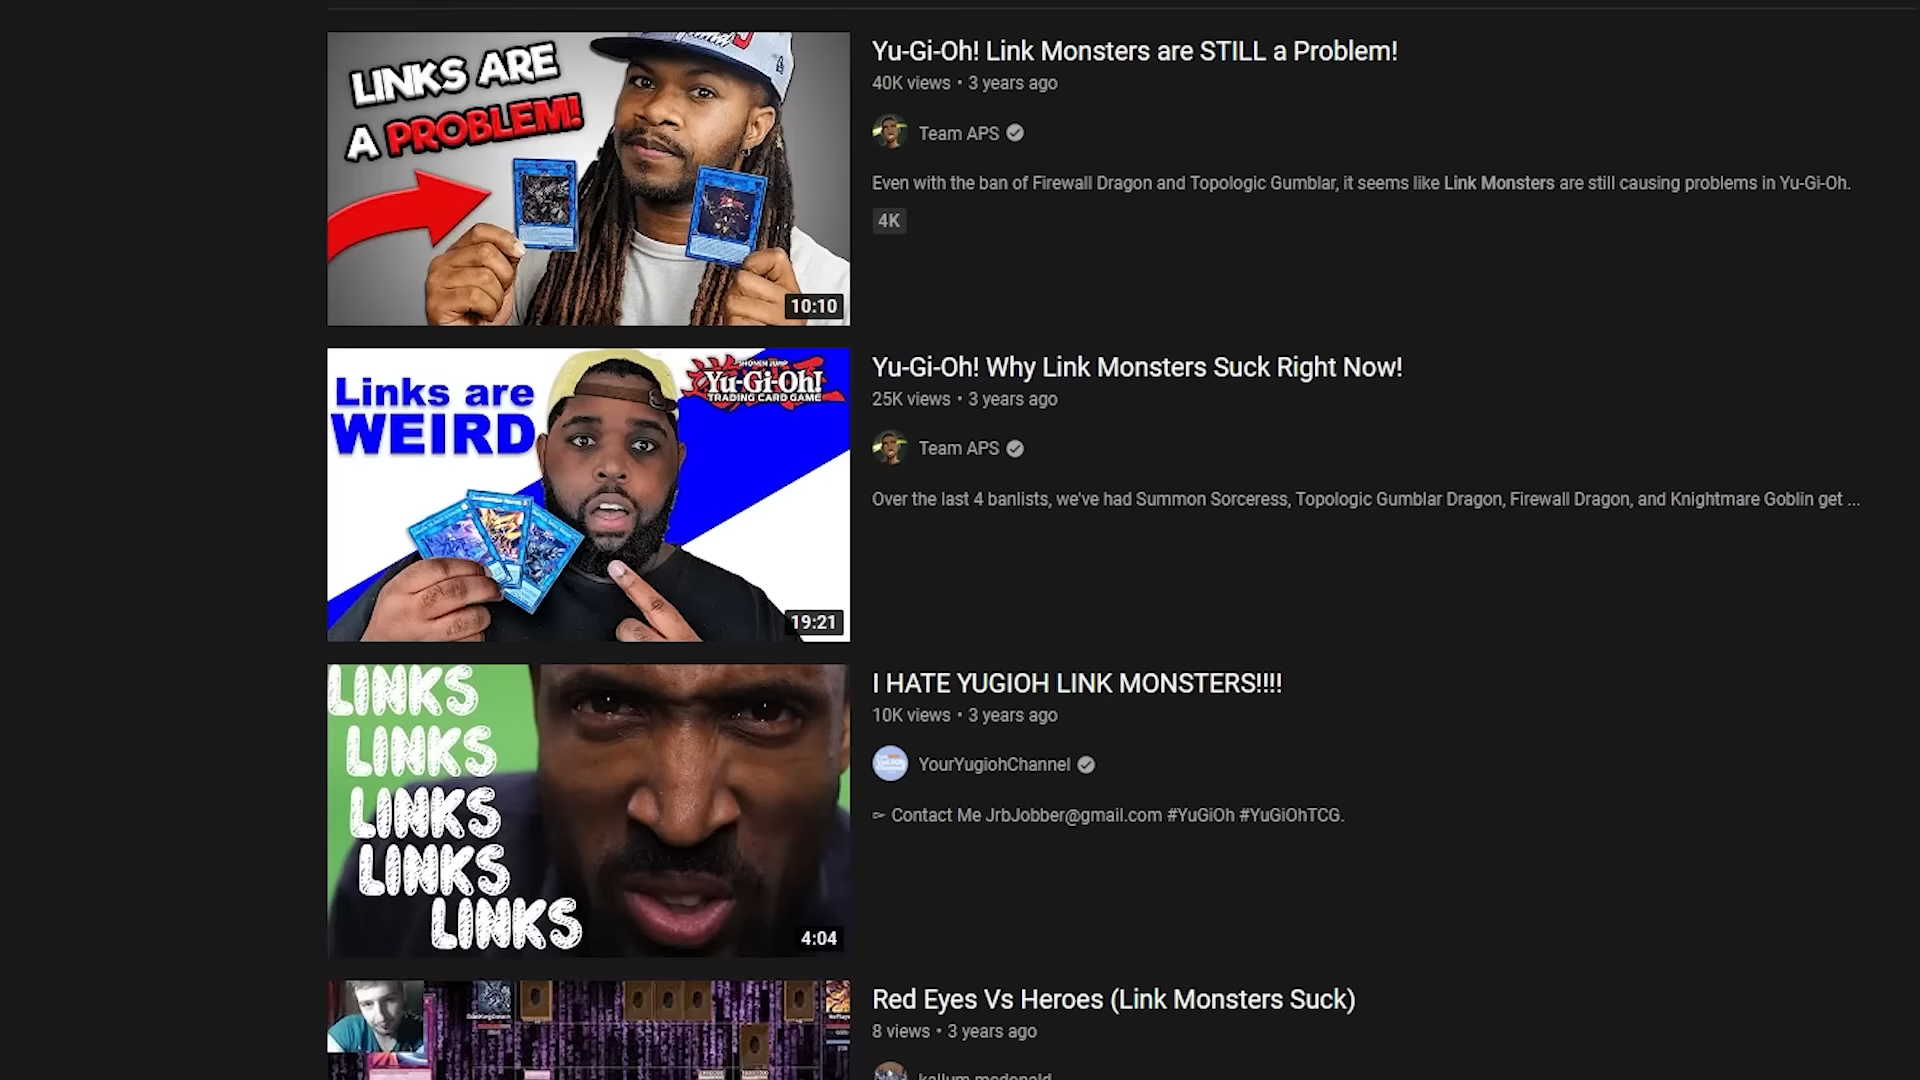 LINKS ARE
A PROBLEM!
10:10
Yu-Gi-Oh! Link Monsters are STILL a Problem!
40K views • 3 years ago
Team APS
Even with the ban of Firewall Dragon and Topologic Gumblar, it seems like Link Monsters are still causing problems in Yu-Gi-Oh.
4K
Links are
WEIRD
SHONEN JUMP
Yu-Gi-Oh!
TRADING CARD GAME
19:21
Yu-Gi-Oh! Why Link Monsters Suck Right Now!
25K views • 3 years ago
Team APS
Over the last 4 banlists, we've had Summon Sorceress, Topologic Gumblar Dragon, Firewall Dragon, and Knightmare Goblin get ...
LINKS
LINKS
LINKS
LINKS
LINKS
4:04
I HATE YUGIOH LINK MONSTERS!!!!
10K views • 3 years ago
YourYugiohChannel
➣ Contact Me JrbJobber@gmail.com #YuGiOh #YuGiOhTCG.
Red Eyes Vs Heroes (Link Monsters Suck)
8 views • 3 years ago
kallum mcdonald